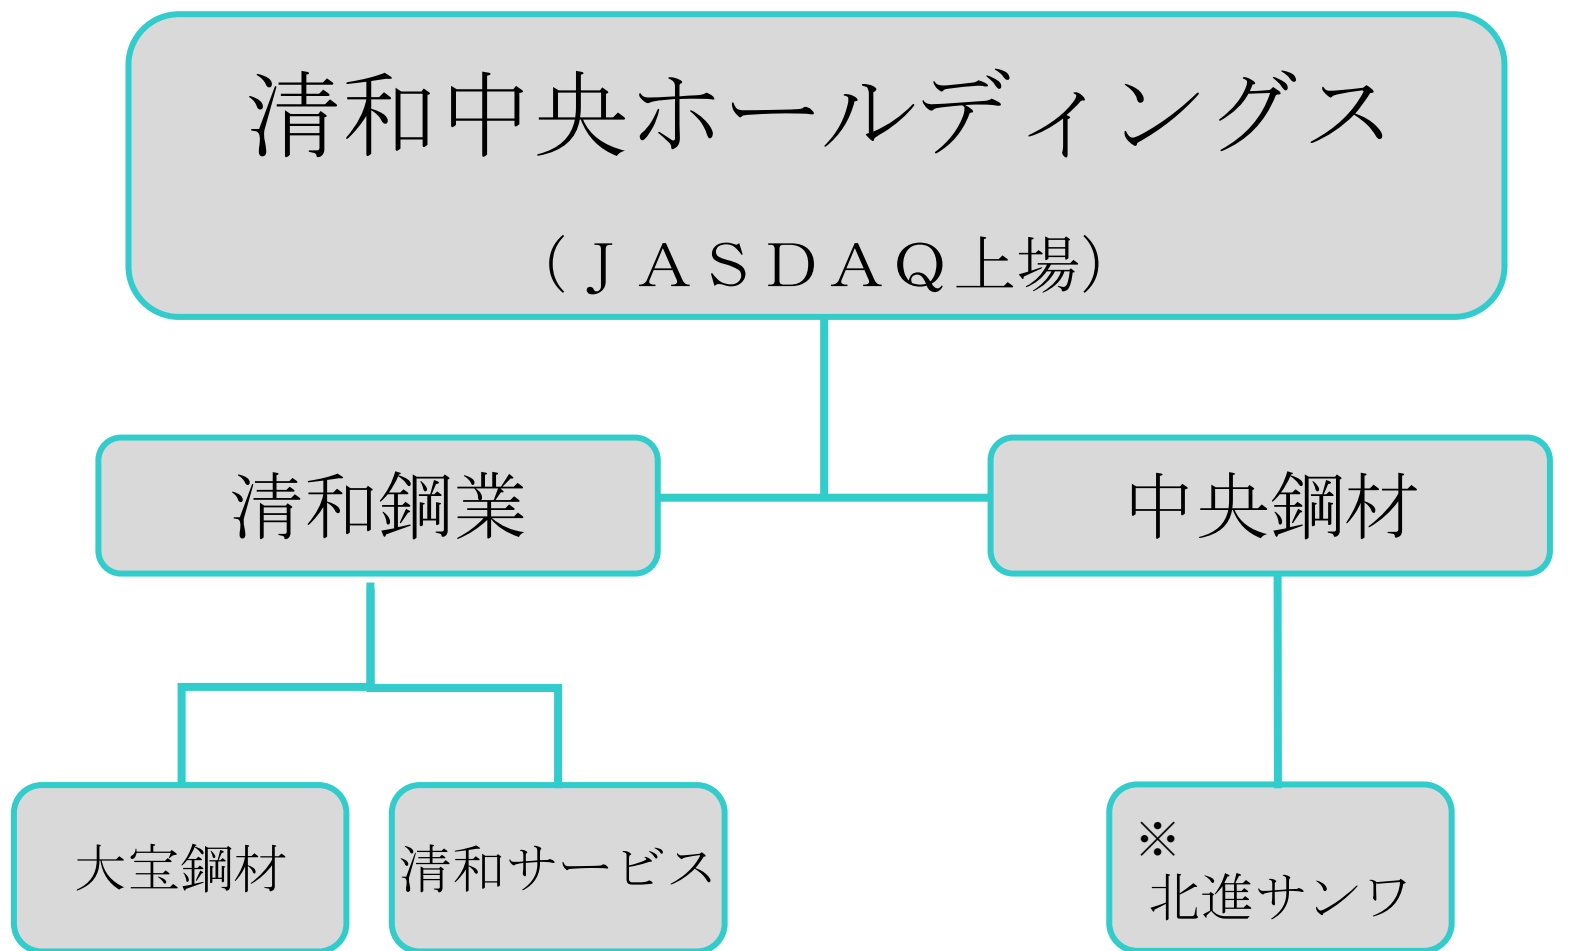 清和中央ホールディングス
（ＪＡＳＤＡＱ上場）
清和鋼業
中央鋼材
大宝鋼材
清和サービス
※
北進サンワ